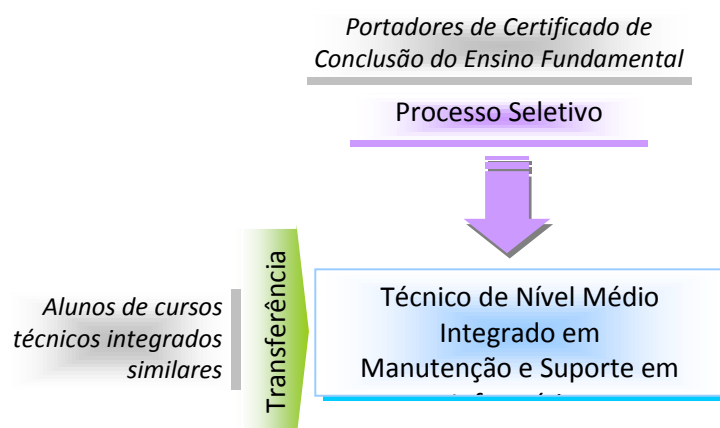 Portadores de Certificado de
Conclusão do Ensino Fundamental
Processo Seletivo
Transferência
Alunos de cursos
técnicos integrados
similares
Técnico de Nível Médio
Integrado em
Manutenção e Suporte em